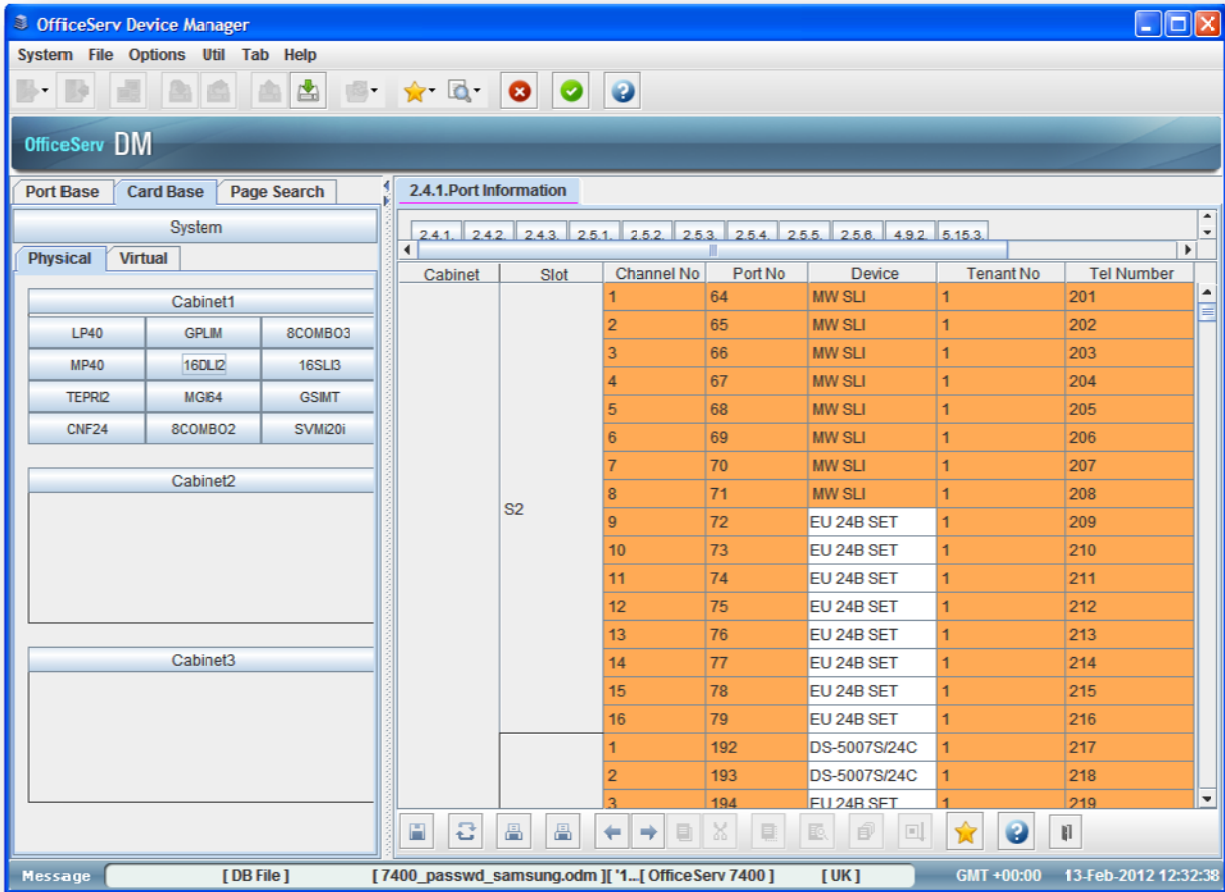 OfficeServ Device Manager
System File Options Util Tab Help
OfficeServ DM
Port Base Card Base Page Search
System
Physical Virtual
Cabinet1
LP40 GPLIM 8COMBO3
MP40 16DLI2 16SLI3
TEPRI2 MGI64 GSIMT
CNF24 8COMBO2 SVMi20i
Cabinet2
Cabinet3
2.4.1.Port Information
2.4.1. 2.4.2. 2.4.3. 2.5.1. 2.5.2. 2.5.3. 2.5.4. 2.5.5. 2.5.6. 4.9.2. 5.15.3.
Cabinet Slot Channel No Port No Device Tenant No Tel Number
1 64 MW SLI 1 201
2 65 MW SLI 1 202
3 66 MW SLI 1 203
4 67 MW SLI 1 204
5 68 MW SLI 1 205
6 69 MW SLI 1 206
7 70 MW SLI 1 207
8 71 MW SLI 1 208
S2
9 72 EU 24B SET 1 209
10 73 EU 24B SET 1 210
11 74 EU 24B SET 1 211
12 75 EU 24B SET 1 212
13 76 EU 24B SET 1 213
14 77 EU 24B SET 1 214
15 78 EU 24B SET 1 215
16 79 EU 24B SET 1 216
1 192 DS-5007S/24C 1 217
2 193 DS-5007S/24C 1 218
3 194 EU 24B SET 1 219
Message [ DB File ] [ 7400_passwd_samsung.odm ][ '1...[ OfficeServ 7400 ] [ UK ] GMT +00:00 13-Feb-2012 12:32:38